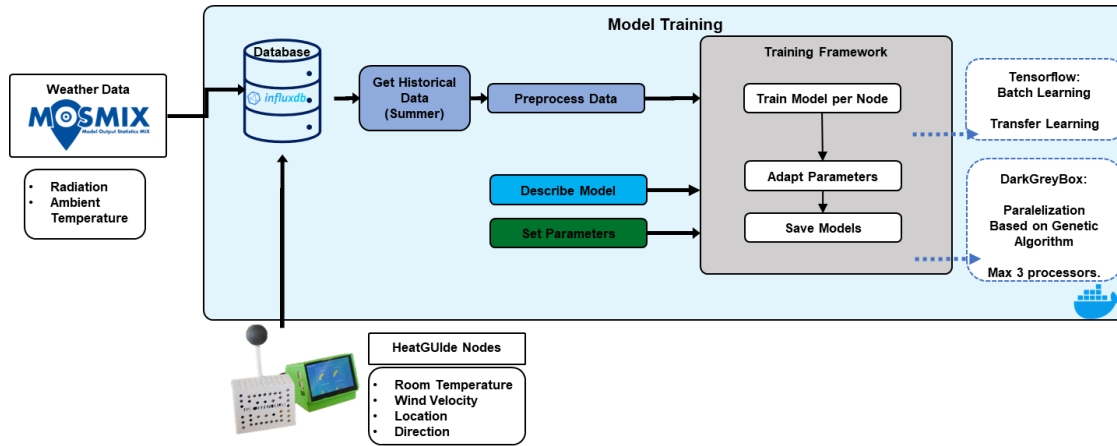 Model Training
Weather Data
MOSMIX
Model Output Statistics MIX
Radiation
Ambient
Temperature
Database
influxdb
Get Historical
Data
(Summer)
Preprocess Data
Describe Model
Set Parameters
Training Framework
Train Model per Node
Adapt Parameters
Save Models
Tensorflow:
Batch Learning
Transfer Learning
DarkGreyBox:
Paralelization
Based on Genetic
Algorithm
Max 3 processors.
HeatGUIde Nodes
Room Temperature
Wind Velocity
Location
Direction